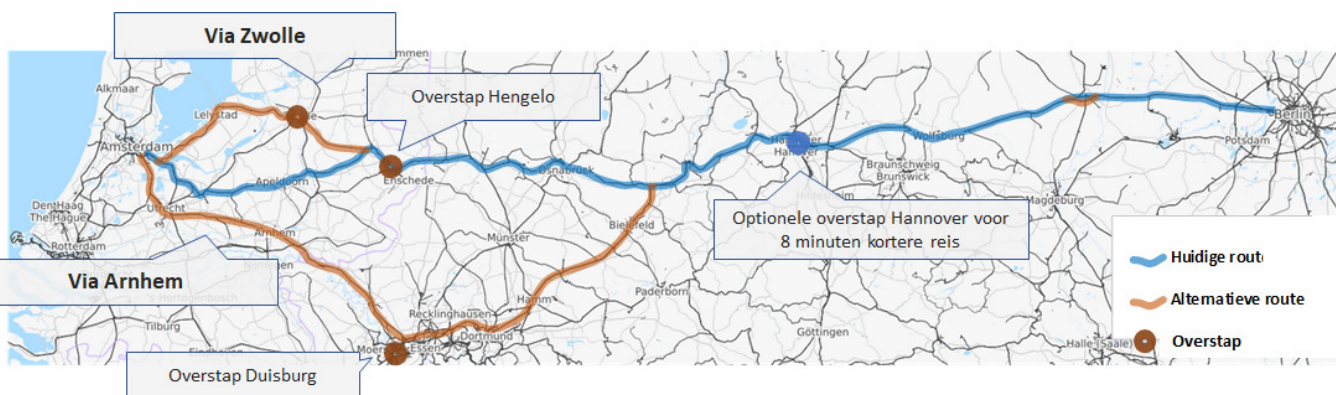 Via Zwolle
Overstap Hengelo
Alkmaar
Lelystad
Amsterdam
Apeldoorn
Enschede
Osnabrück
Hannover
Wolfsburg
Berlin
Potsdam
Braunschweig
Brunswick
Den Haag
The Hague
Utrecht
Rotterdam
Arnhem
Münster
Bielefeld
Magdeburg
Optionele overstap Hannover voor
8 minuten kortere reis
Via Arnhem
Huidige rout
Alternatieve route
Overstap
Paderborn
Hamm
Recklinghausen
Dortmund
Essen
Moers
Tilburg
Göttingen
Halle (Saale)
Overstap Duisburg